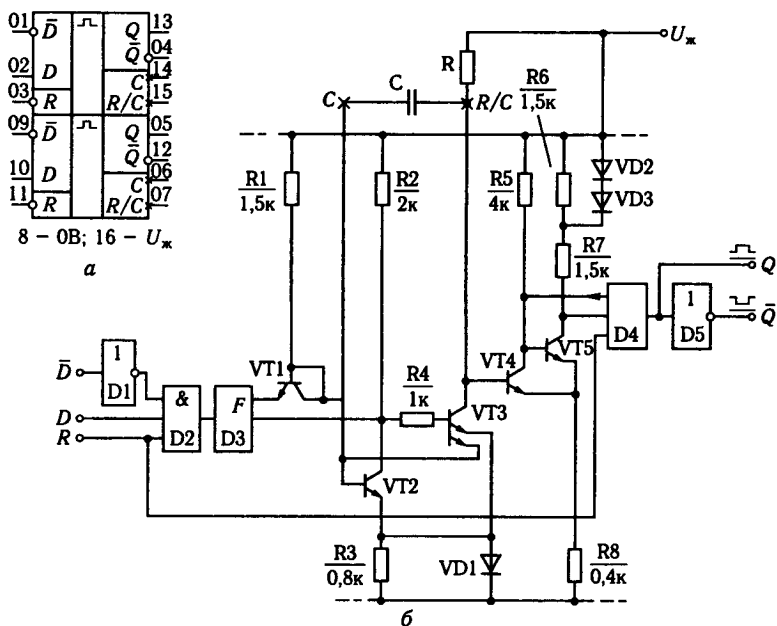 01 D̅ Q 13
Q̅ 04
02 D 14
C
03 R R/C 15
09 D̅ Q 05
Q̅ 12
10 D 06
C
11 R R/C 07
8 – 0В; 16 – Uж
а
Uж
R
C
C
R/C
R6
1,5к
R1
1,5к
R2
2к
R5
4к
VD2
VD3
R7
1,5к
Q
D4
1
D5
Q̅
VT5
VT4
D̅
1
D1
VT1
R4
1к
VT3
D
&
D2
F
D3
R
VT2
R3
0,8к
VD1
R8
0,4к
б